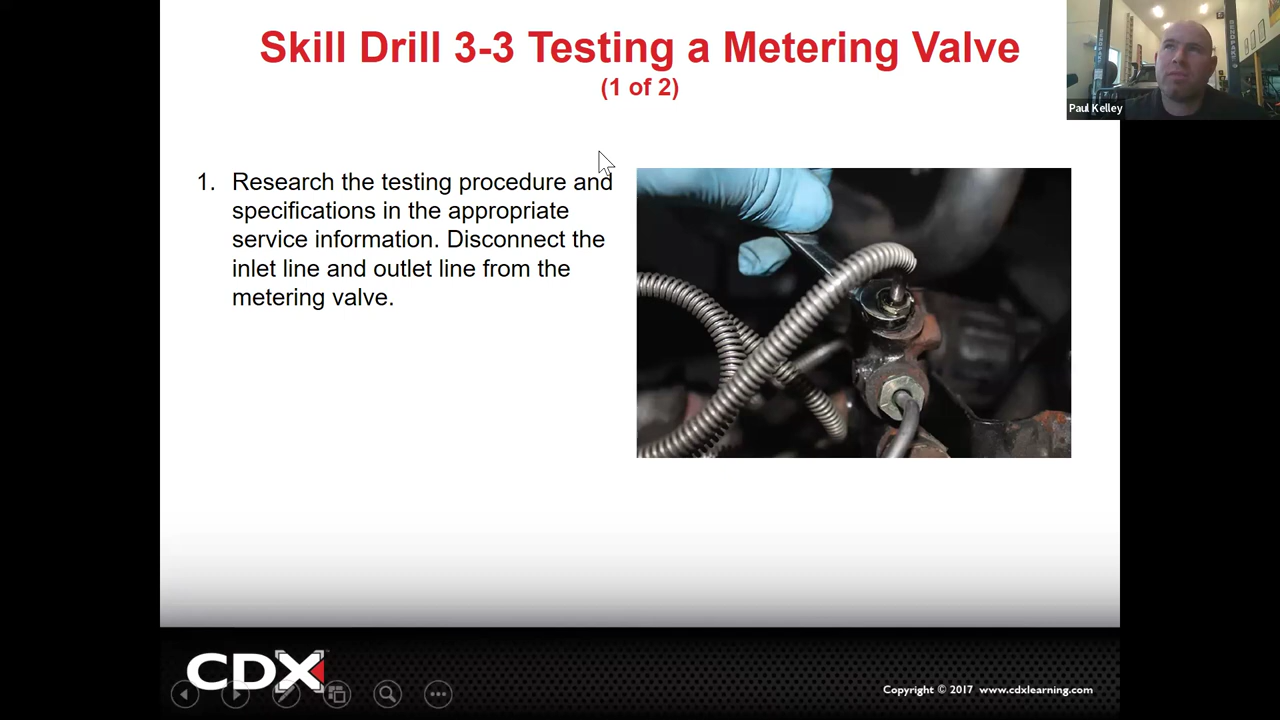 Skill Drill 3-3 Testing a Metering Valve
(1 of 2)
Paul Kelley
1. Research the testing procedure and
specifications in the appropriate
service information. Disconnect the
inlet line and outlet line from the
metering valve.
CDX
Copyright © 2017 www.cdxlearning.com